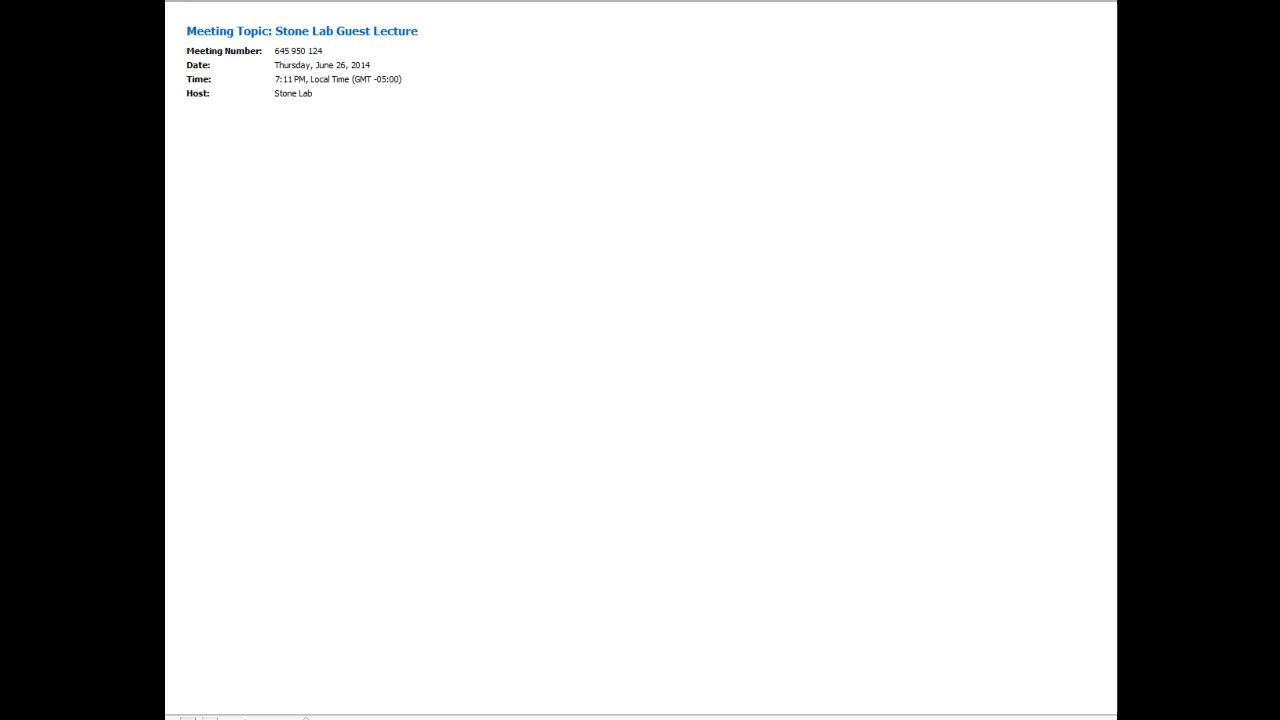 Meeting Topic: Stone Lab Guest Lecture
Meeting Number: 645 950 124
Date: Thursday, June 26, 2014
Time: 7:11 PM, Local Time (GMT -05:00)
Host: Stone Lab